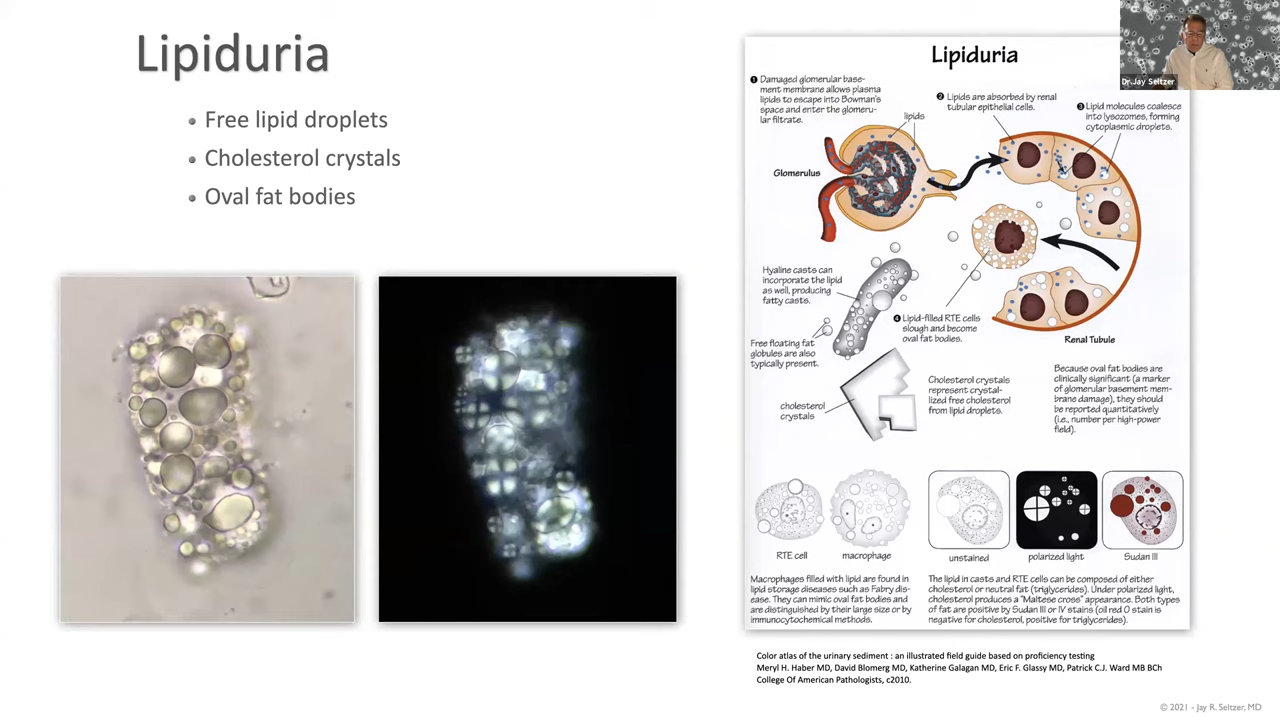 Lipiduria
Free lipid droplets
Cholesterol crystals
Oval fat bodies
Lipiduria
❶ Damaged glomerular base-
ment membrane allows plasma
lipids to escape into Bowman's
space and enter the glomeru-
lar filtrate.
lipids
Glomerulus
❷ Lipids are absorbed by renal
tubular epithelial cells.
❸ Lipid molecules coalesce
into lysozomes, forming
cytoplasmic droplets.
Hyaline casts can
incorporate the lipid
as well, producing
fatty casts.
Free floating fat
globules are also
typically present.
❹ Lipid-filled RTE cells
slough and become
oval fat bodies.
Renal Tubule
cholesterol
crystals
Cholesterol crystals
represent crystal-
lized free cholesterol
from lipid droplets.
Because oval fat bodies are
clinically significant (a marker
of glomerular basement mem-
brane damage), they should
be reported quantitatively
(i.e., number per high-power
field).
RTE cell
macrophage
unstained
polarized light
Sudan III
Macrophages filled with lipid are found in
lipid storage diseases such as Fabry dis-
ease. They can mimic oval fat bodies and
are distinguished by their large size or by
immunocytochemical methods.
The lipid in casts and RTE cells can be composed of either
cholesterol or neutral fat (triglycerides). Under polarized light,
cholesterol produces a "Maltese cross" appearance. Both types
of fat are positive by Sudan III or IV stains (oil red O stain is
negative for cholesterol, positive for triglycerides).
Color atlas of the urinary sediment : an illustrated field guide based on proficiency testing
Meryl H. Haber MD, David Blomerg MD, Katherine Galagan MD, Eric F. Glassy MD, Patrick C.J. Ward MB BCh
College Of American Pathologists, c2010.
Dr.Jay Seltzer
© 2021 - Jay R. Seltzer, MD